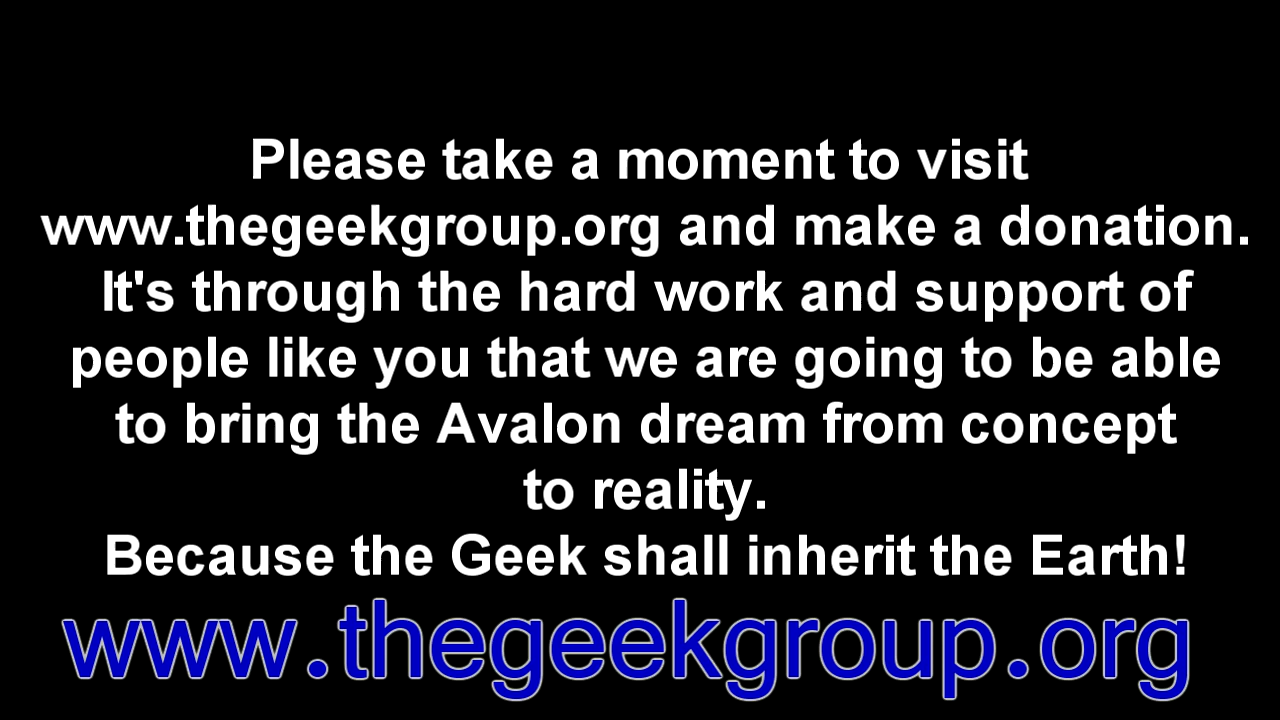 Please take a moment to visit
www.thegeekgroup.org and make a donation.
It's through the hard work and support of
people like you that we are going to be able
to bring the Avalon dream from concept
to reality.
Because the Geek shall inherit the Earth!
www.thegeekgroup.org